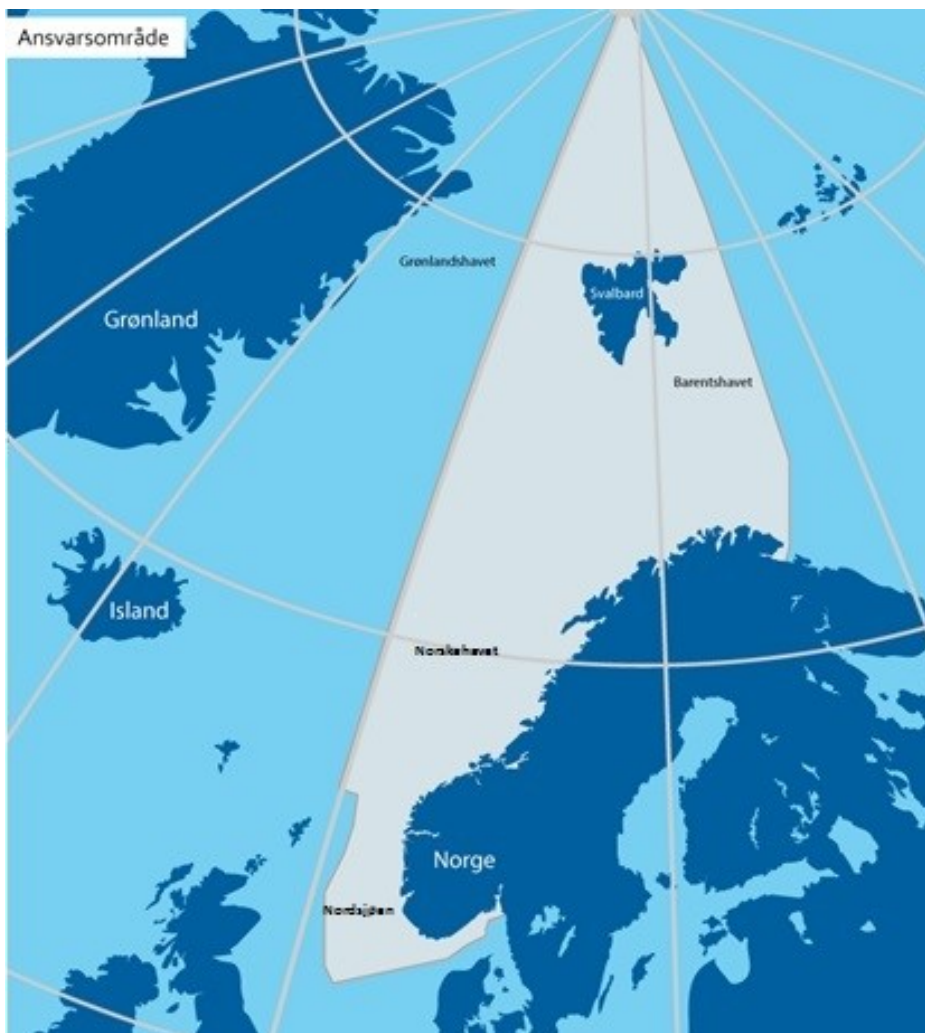 Ansvarsområde
Grønlandshavet
Svalbard
Grønland
Barentshavet
Island
Norskehavet
Norge
Nordsjøen